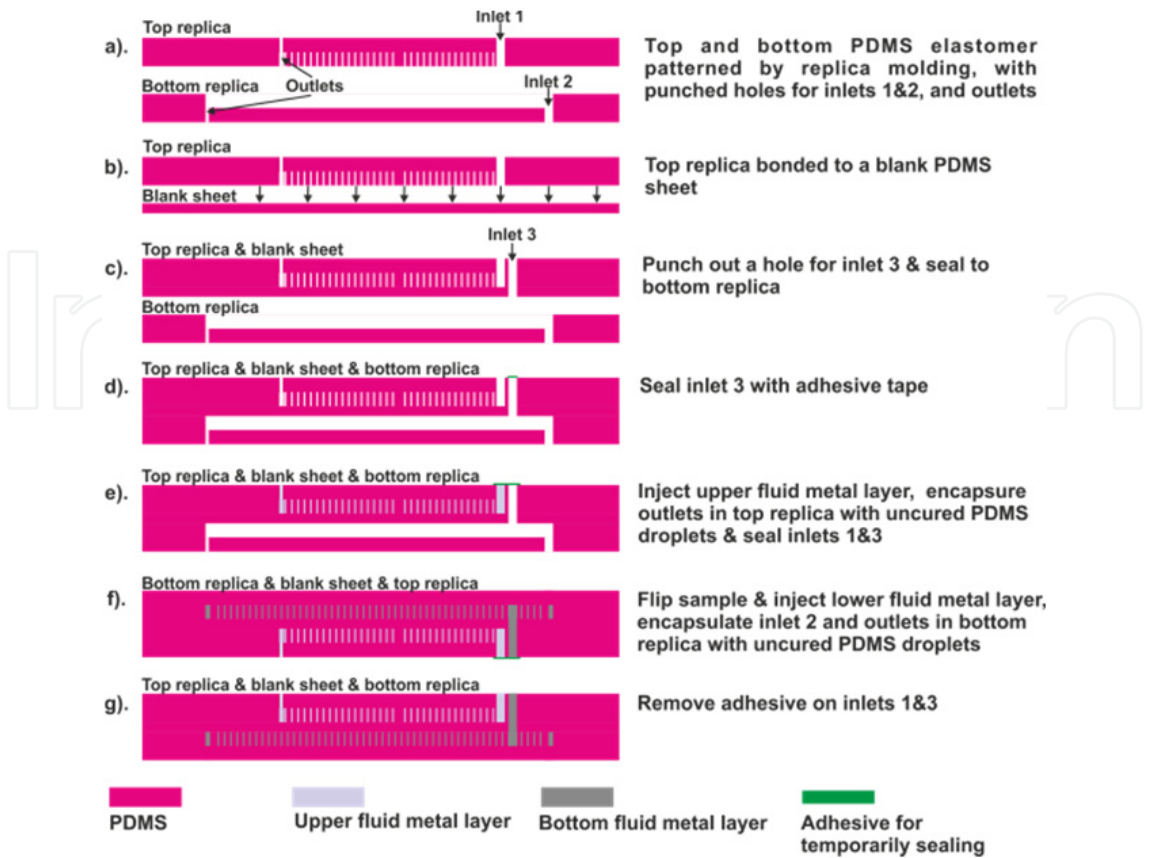 Inlet 1
Top replica
a).
Outlets
Bottom replica
Inlet 2
Top and bottom PDMS elastomer
patterned by replica molding, with
punched holes for inlets 1&2, and outlets
Top replica
b).
Blank sheet
Top replica bonded to a blank PDMS
sheet
Inlet 3
Top replica & blank sheet
c).
Bottom replica
Punch out a hole for inlet 3 & seal to
bottom replica
Top replica & blank sheet & bottom replica
d).
Seal inlet 3 with adhesive tape
Top replica & blank sheet & bottom replica
e).
Inject upper fluid metal layer, encapsure
outlets in top replica with uncured PDMS
droplets & seal inlets 1&3
Bottom replica & blank sheet & top replica
f).
Flip sample & inject lower fluid metal layer,
encapsulate inlet 2 and outlets in bottom
replica with uncured PDMS droplets
Top replica & blank sheet & bottom replica
g).
Remove adhesive on inlets 1&3
PDMS
Upper fluid metal layer
Bottom fluid metal layer
Adhesive for
temporarily sealing